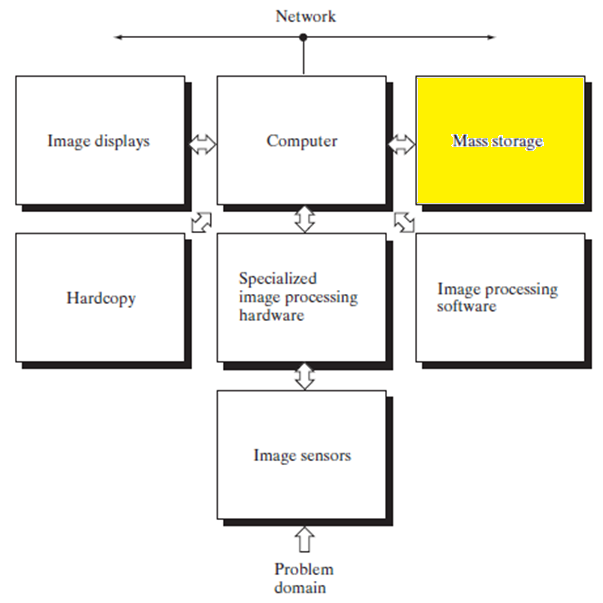 Network
Image displays
Computer
Mass storage
Hardcopy
Specialized
image processing
hardware
Image processing
software
Image sensors
Problem
domain